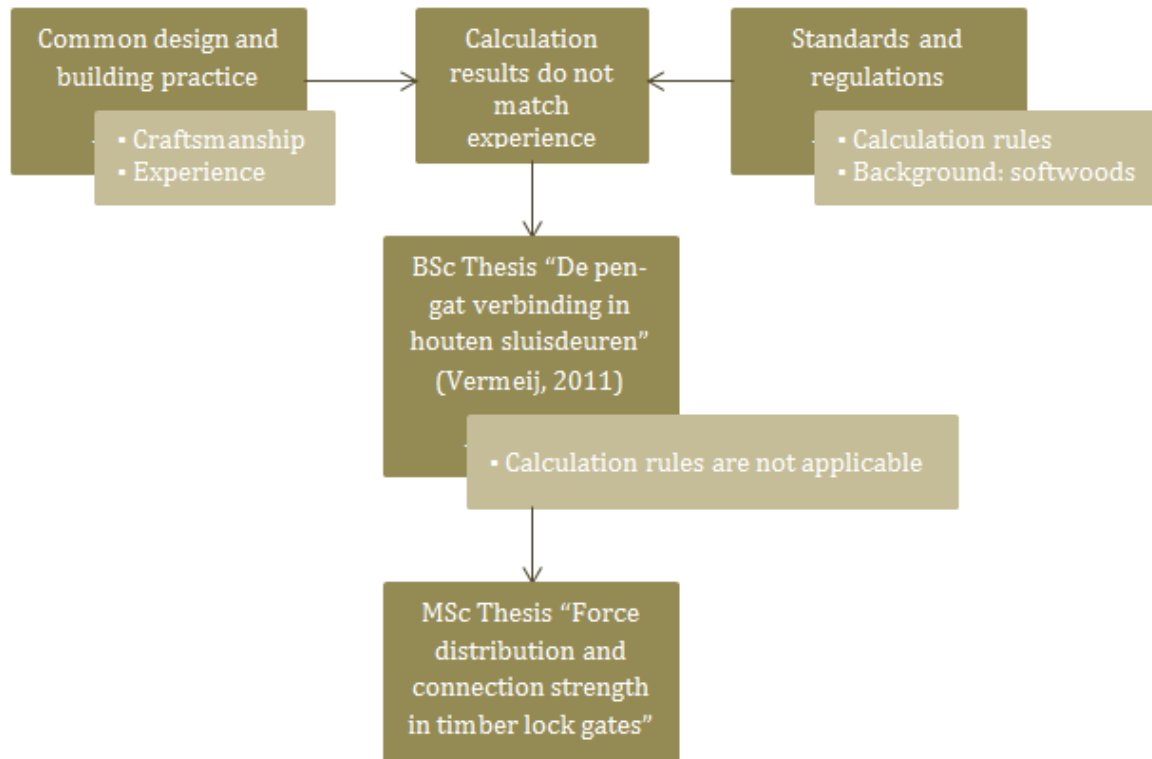 Common design and
building practice
▪ Craftsmanship
▪ Experience
Calculation
results do not
match
experience
Standards and
regulations
▪ Calculation rules
▪ Background: softwoods
BSc Thesis “De pen-
gat verbinding in
houten sluisdeuren”
(Vermeij, 2011)
▪ Calculation rules are not applicable
MSc Thesis “Force
distribution and
connection strength
in timber lock gates”